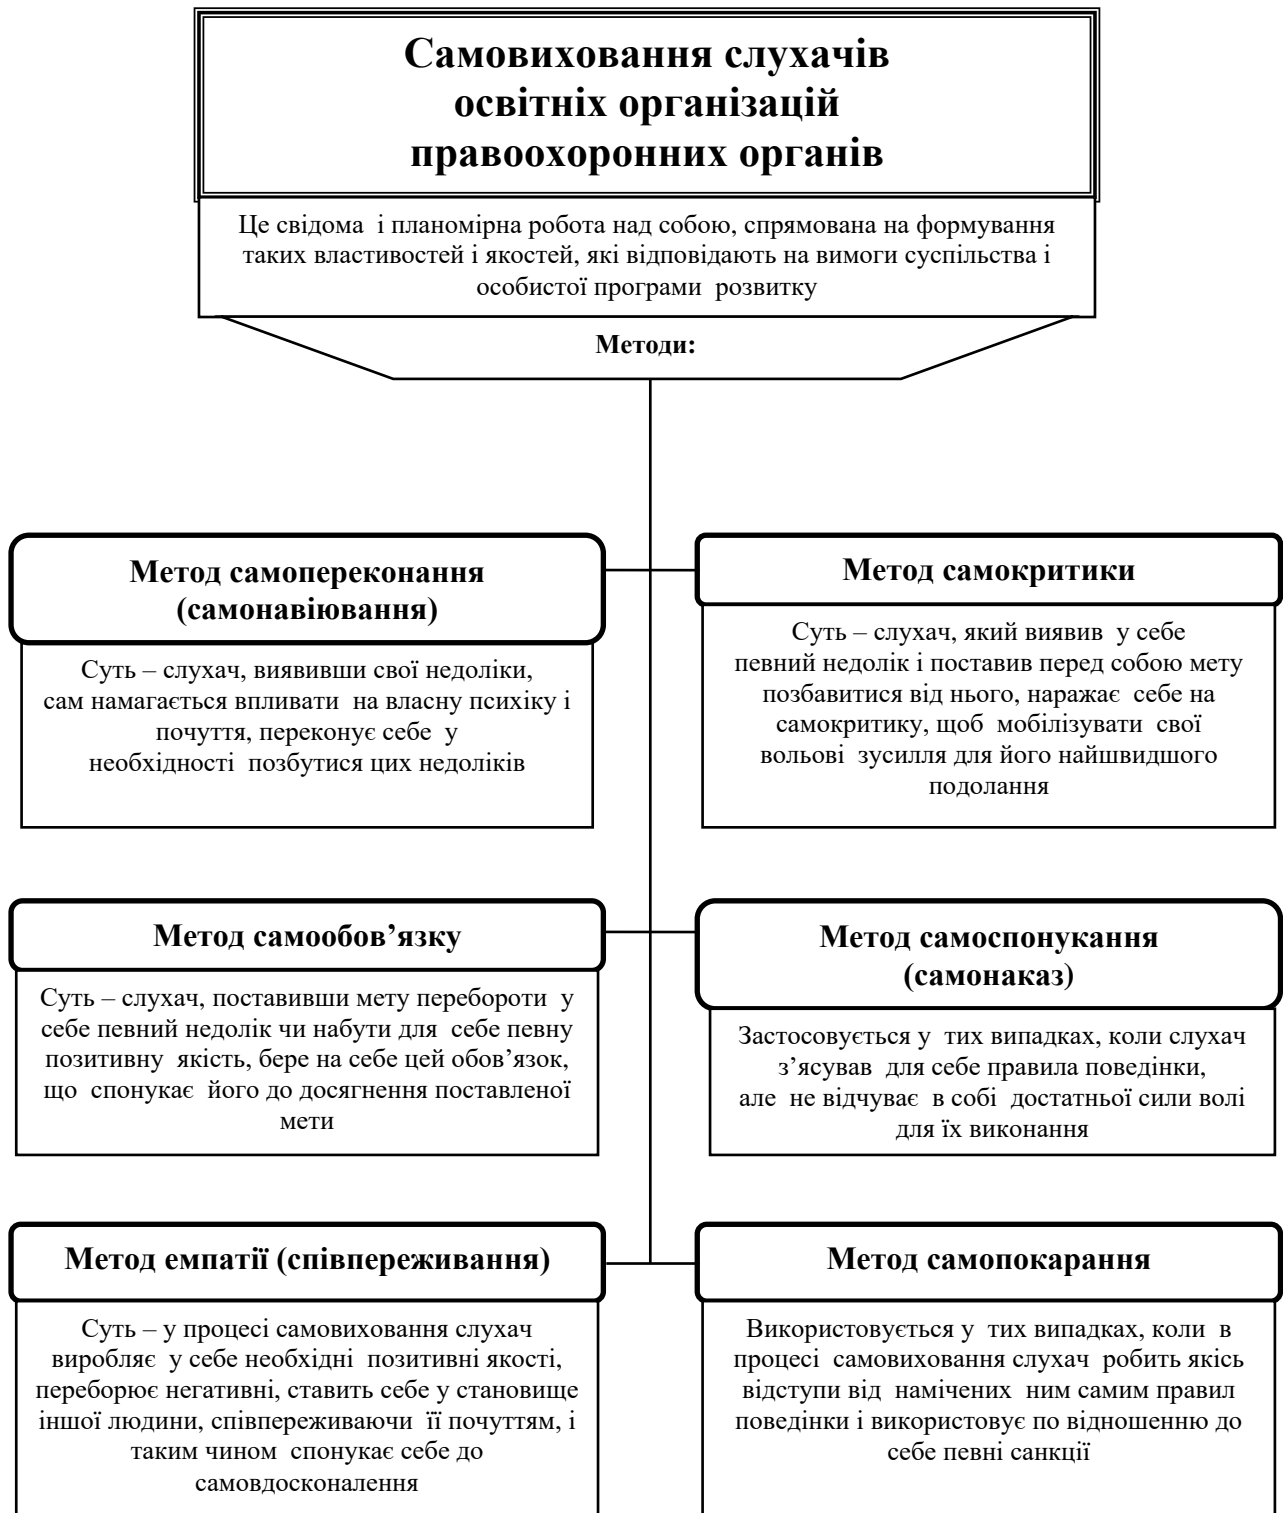 Самовиховання слухачів
освітніх організацій
правоохоронних органів
Це свідома і планомірна робота над собою, спрямована на формування
таких властивостей і якостей, які відповідають на вимоги суспільства і
особистої програми розвитку
Методи:
Метод самопереконання
(самонавіювання)
Суть – слухач, виявивши свої недоліки,
сам намагається впливати на власну психіку і
почуття, переконує себе у
необхідності позбутися цих недоліків
Метод самокритики
Суть – слухач, який виявив у себе
певний недолік і поставив перед собою мету
позбавитися від нього, наражає себе на
самокритику, щоб мобілізувати свої
вольові зусилля для його найшвидшого
подолання
Метод самообов’язку
Суть – слухач, поставивши мету перебороти у
себе певний недолік чи набути для себе певну
позитивну якість, бере на себе цей обов’язок,
що спонукає його до досягнення поставленої
мети
Метод самоспонукання
(самонаказ)
Застосовується у тих випадках, коли слухач
з’ясував для себе правила поведінки,
але не відчуває в собі достатньої сили волі
для їх виконання
Метод емпатії (співпереживання)
Суть – у процесі самовиховання слухач
виробляє у себе необхідні позитивні якості,
переборює негативні, ставить себе у становище
іншої людини, співпереживаючи її почуттям, і
таким чином спонукає себе до
самовдосконалення
Метод самопокарання
Використовується у тих випадках, коли в
процесі самовиховання слухач робить якісь
відступи від намічених ним самим правил
поведінки і використовує по відношенню до
себе певні санкції